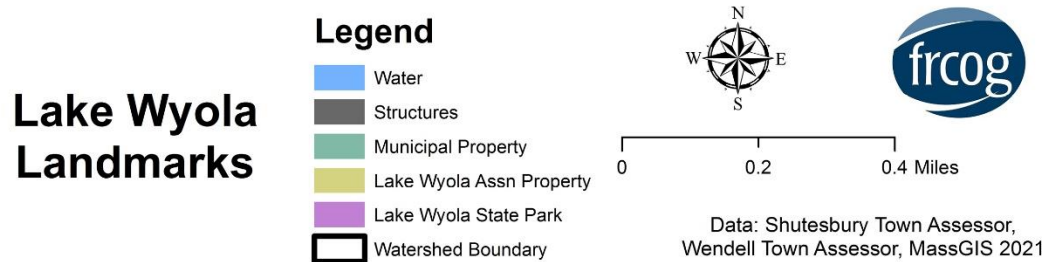 Lake Wyola
Landmarks
Legend
Water
Structures
Municipal Property
Lake Wyola Assn Property
Lake Wyola State Park
Watershed Boundary
N
W E
S
frcog
0 0.2 0.4 Miles
Data: Shutesbury Town Assessor,
Wendell Town Assessor, MassGIS 2021